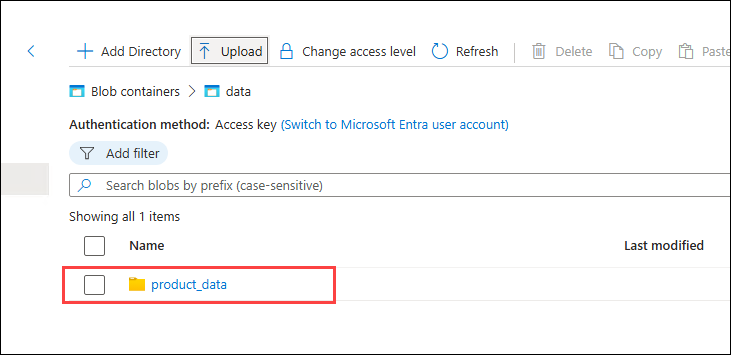 Add Directory Upload Change access level Refresh Delete Copy Paste
Blob containers > data
Authentication method: Access key (Switch to Microsoft Entra user account)
Add filter
Search blobs by prefix (case-sensitive)
Showing all 1 items
Name Last modified
product_data